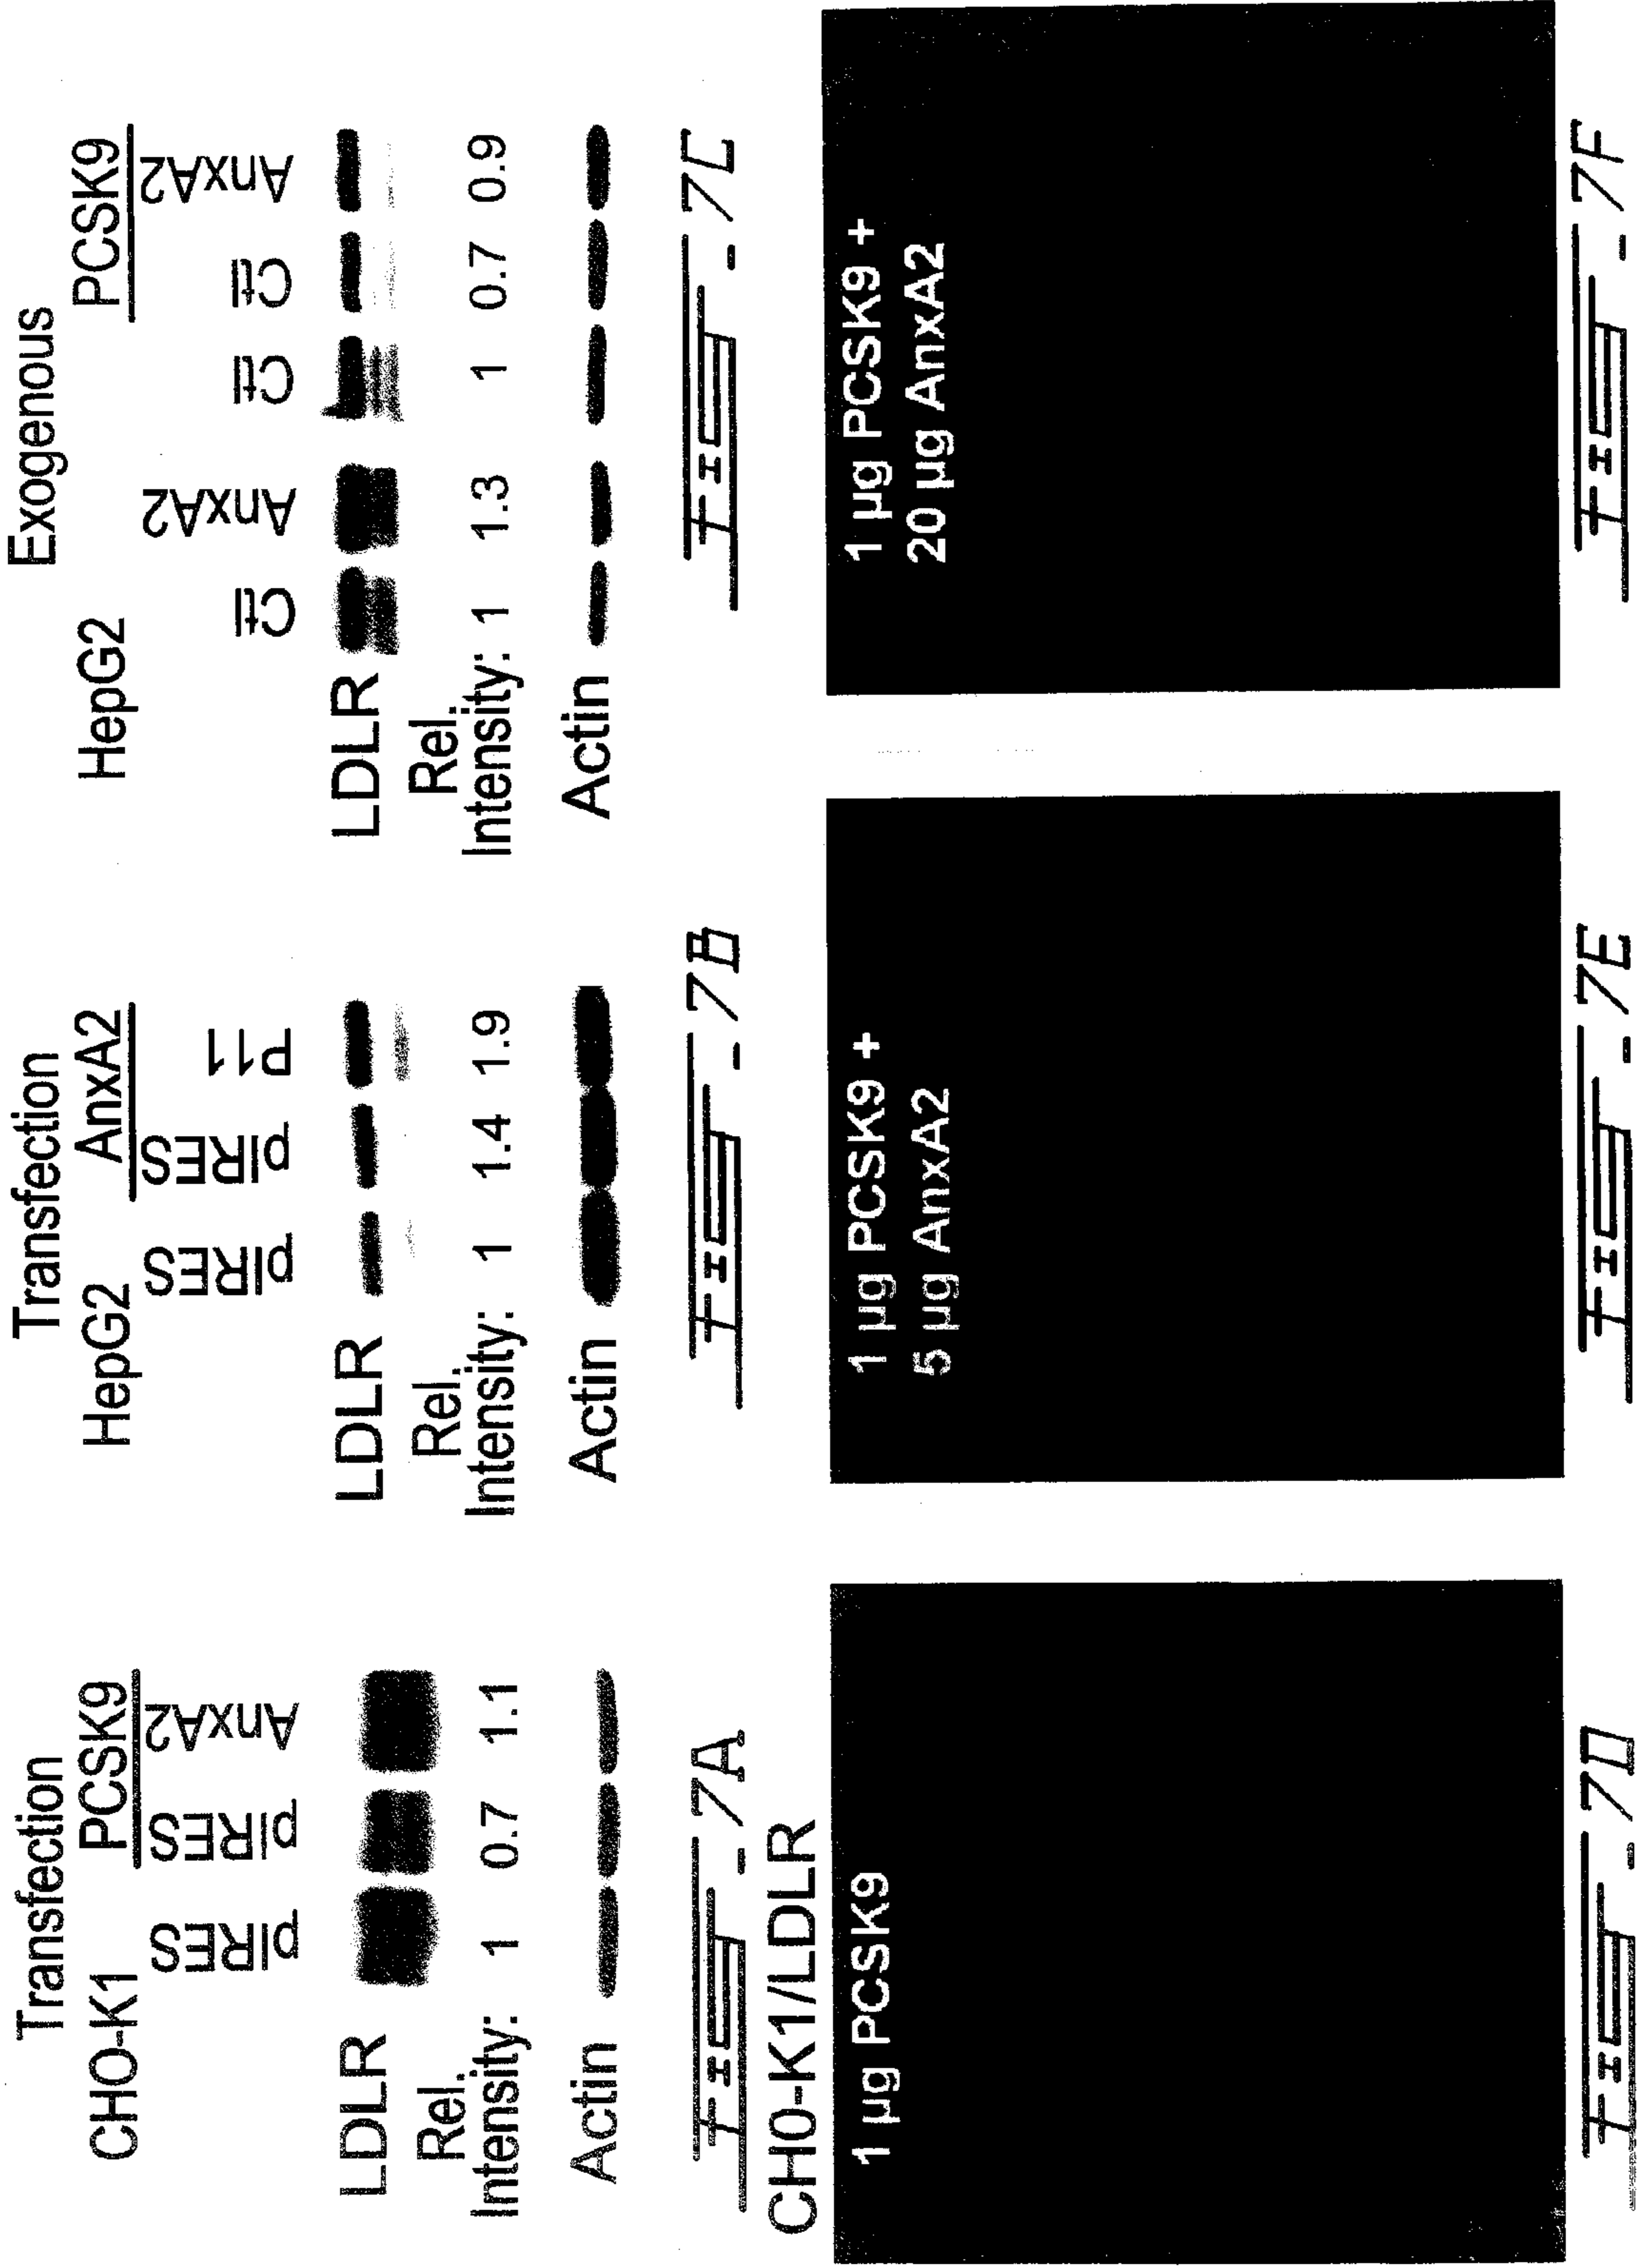 Transfection
CHO-K1 PCSK9
pIRES pIRES AnxA2
LDLR
Rel.
Intensity: 1 0.7 1.1
Actin
FIG-7A
Transfection
HepG2 AnxA2
pIRES pIRES P11
LDLR
Rel.
Intensity: 1 1.4 1.9
Actin
FIG-7B
Exogenous
HepG2 PCSK9
Ctl AnxA2 Ctl Ctl AnxA2
LDLR
Rel.
Intensity: 1 1.3 1 0.7 0.9
Actin
FIG-7C
CH0-K1/LDLR
1 µg PCSK9
FIG-7D
1 µg PCSK9 +
5 µg AnxA2
FIG-7E
1 µg PCSK9 +
20 µg AnxA2
FIG-7F